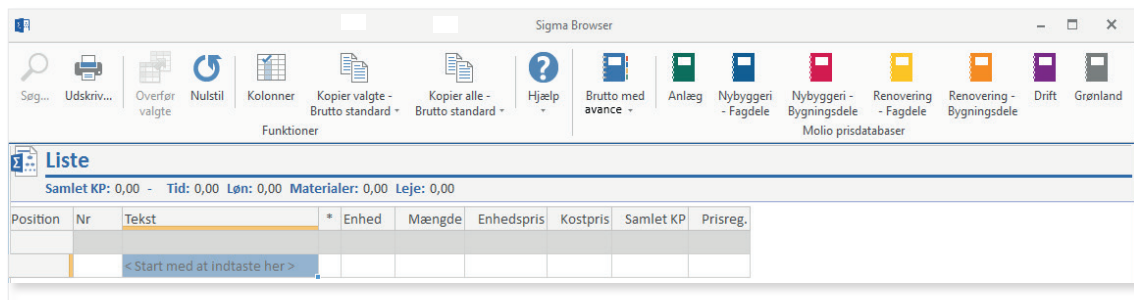 Sigma Browser
Søg... Udskriv... Overfør valgte Nulstil Kolonner Kopier valgte - Brutto standard Kopier alle - Brutto standard Hjælp Brutto med avance Anlæg Nybyggeri - Fagdele Nybyggeri - Bygningsdele Renovering - Fagdele Renovering - Bygningsdele Drift Grønland
Funktioner Molio prisdatabaser
Liste
Samlet KP: 0,00 - Tid: 0,00 Løn: 0,00 Materialer: 0,00 Leje: 0,00
Position Nr Tekst * Enhed Mængde Enhedspris Kostpris Samlet KP Prisreg.
< Start med at indtaste her >